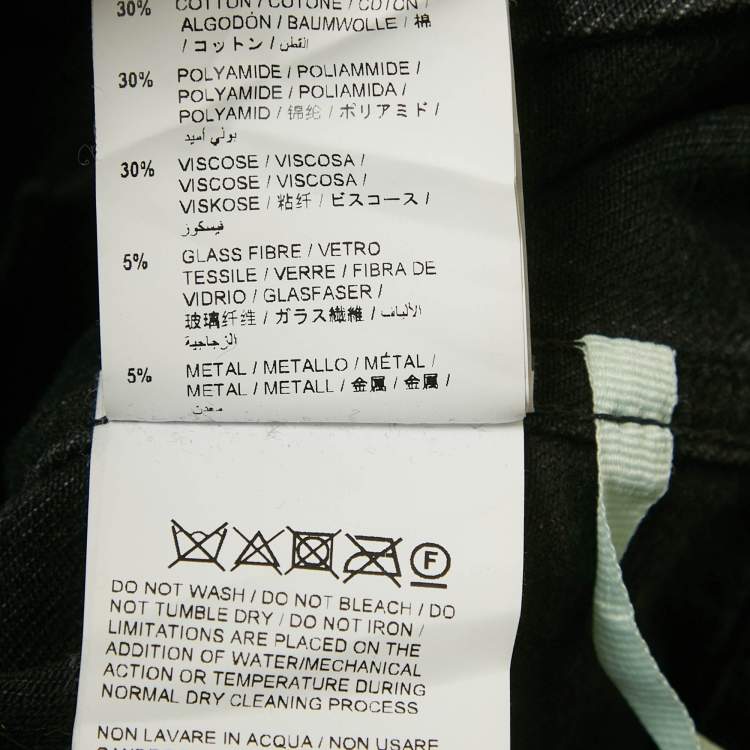 30% COTTON / COTONE / COTON /
ALGODÓN / BAUMWOLLE / 棉
/ コットン / القطن
30% POLYAMIDE / POLIAMMIDE /
POLYAMIDE / POLIAMIDA /
POLYAMID / 锦纶 / ポリアミド /
بولي أميد
30% VISCOSE / VISCOSA /
VISCOSE / VISCOSA /
VISKOSE / 粘纤 / ビスコース /
فيسكوز
5% GLASS FIBRE / VETRO
TESSILE / VERRE / FIBRA DE
VIDRIO / GLASFASER /
玻璃纤维 / ガラス繊維 / الألياف
الزجاجية
5% METAL / METALLO / MÉTAL /
METAL / METALL / 金属 / 金属 /
معدن
F
DO NOT WASH / DO NOT BLEACH / DO
NOT TUMBLE DRY / DO NOT IRON /
LIMITATIONS ARE PLACED ON THE
ADDITION OF WATER/MECHANICAL
ACTION OR TEMPERATURE DURING
NORMAL DRY CLEANING PROCESS
NON LAVARE IN ACQUA / NON USARE